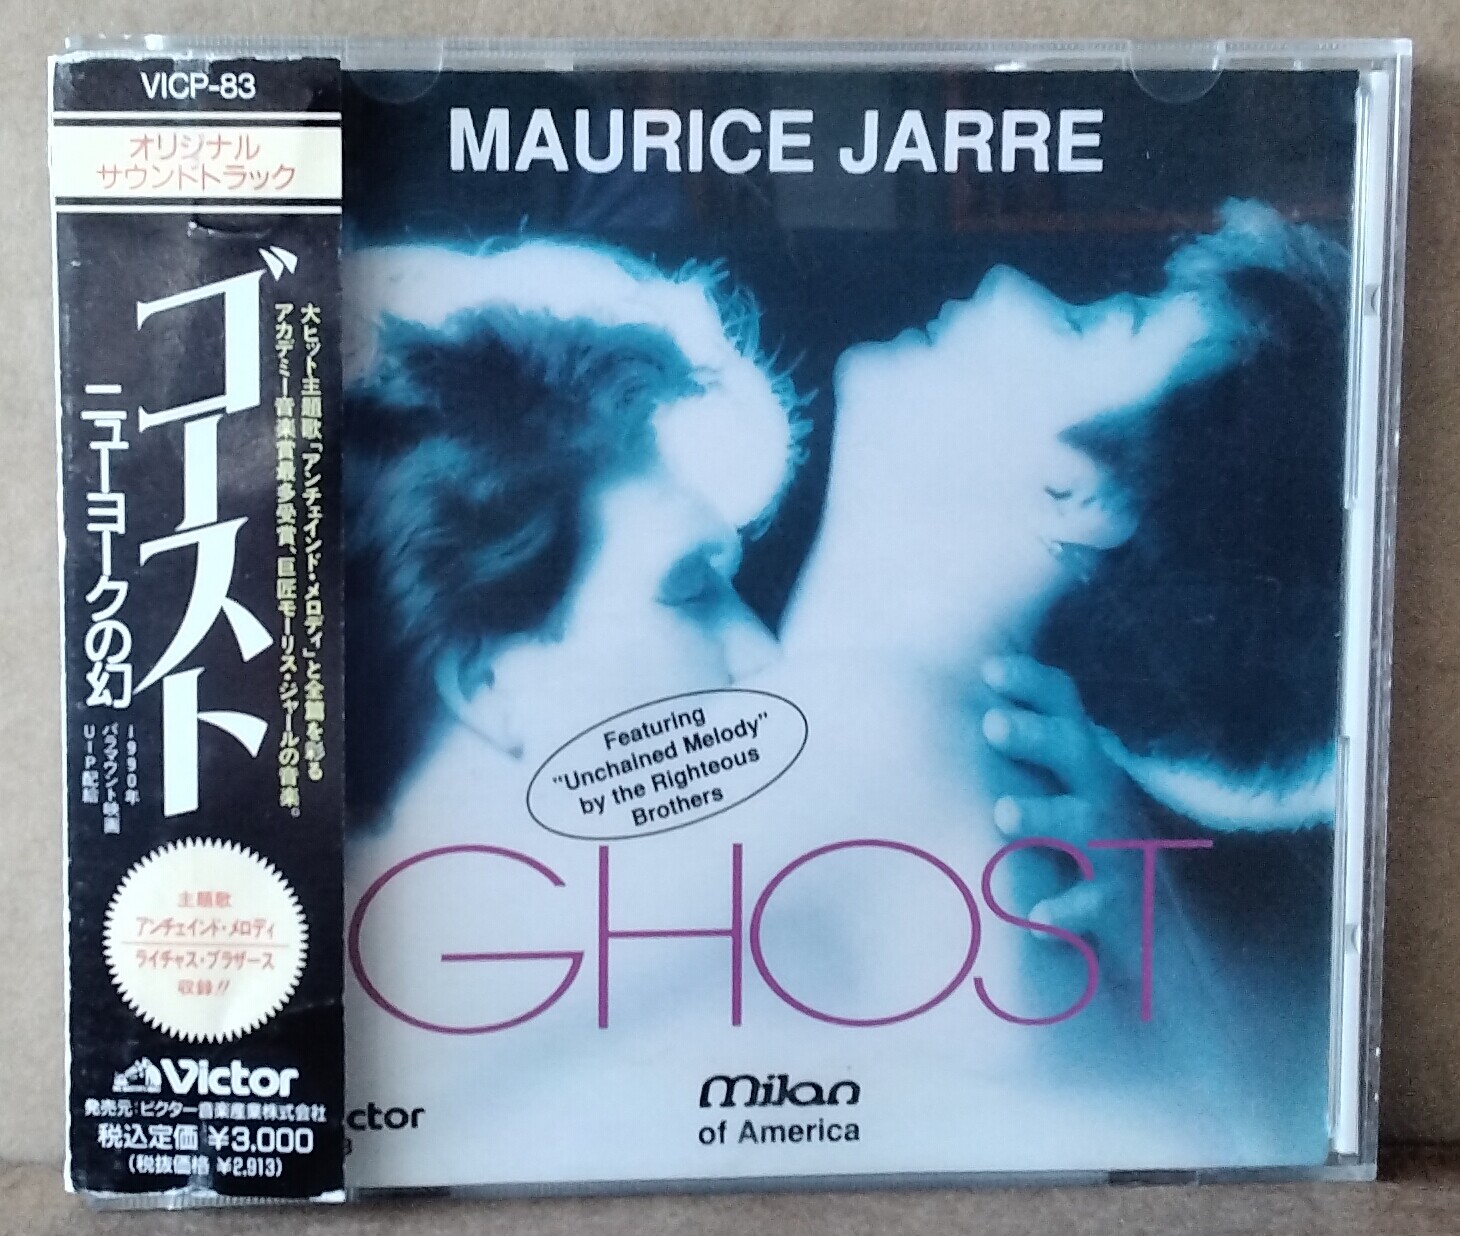 VICP-83
オリジナル
サウンドトラック
大ヒット主題歌「アンチェインド・メロディ」と全篇を彩る
アカデミー音楽賞最多受賞、巨匠モーリス・ジャールの音楽。
ゴースト
ニューヨークの幻
1990年
パラマウント映画
UIP配給
主題歌
アンチェインド・メロディ
ライチャス・ブラザース
収録!!
Victor
発売元:ビクター音楽産業株式会社
税込定価 ¥3,000
(税抜価格 ¥2,913)
MAURICE JARRE
Featuring
"Unchained Melody"
by the Righteous
Brothers
GHOST
ctor
3
Milan
of America